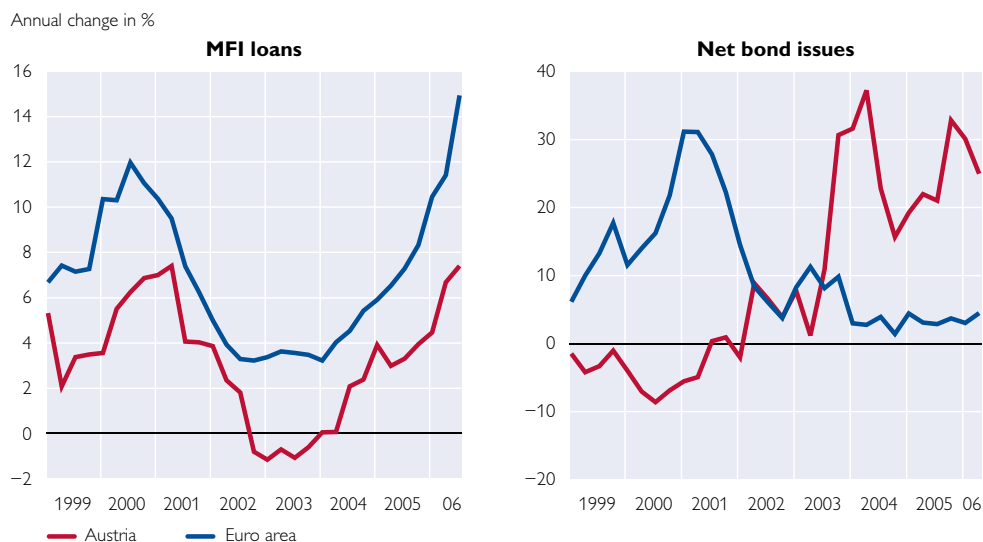 Annual change in %
MFI loans
16
14
12
10
8
6
4
2
0
−2
1999 2000 2001 2002 2003 2004 2005 06
Net bond issues
40
30
20
10
0
−10
−20
1999 2000 2001 2002 2003 2004 2005 06
Austria Euro area